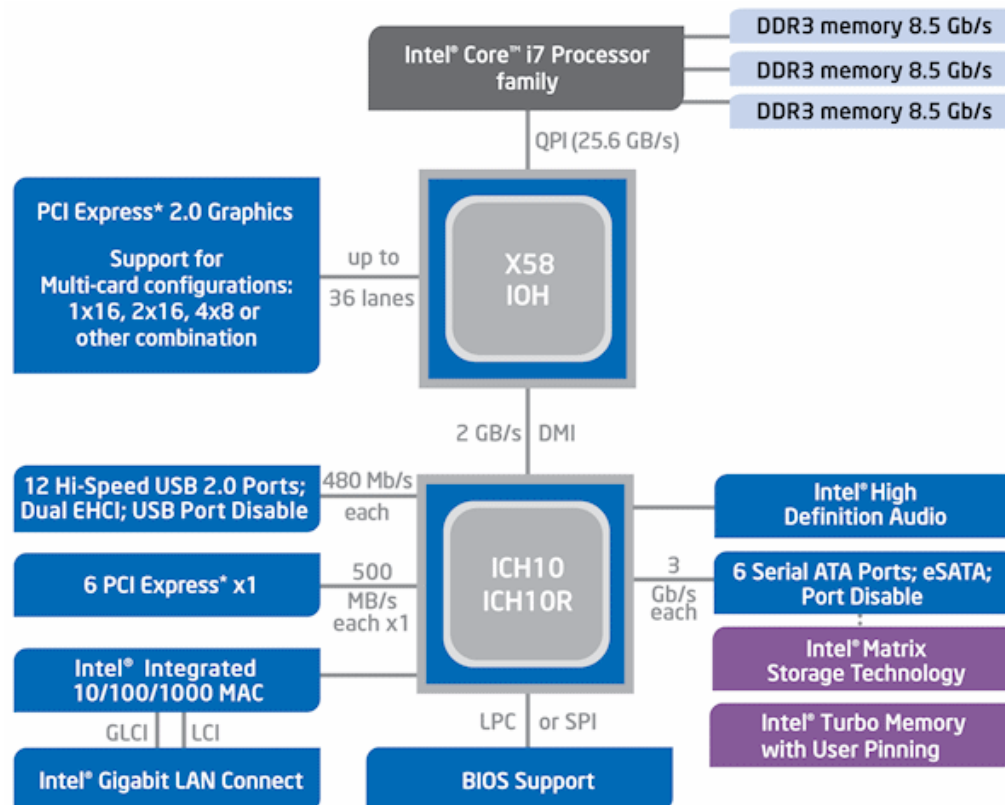 Intel® Core™ i7 Processor
family
DDR3 memory 8.5 Gb/s
DDR3 memory 8.5 Gb/s
DDR3 memory 8.5 Gb/s
QPI (25.6 GB/s)
PCI Express* 2.0 Graphics
Support for
Multi-card configurations:
1x16, 2x16, 4x8 or
other combination
up to
36 lanes
X58
IOH
2 GB/s DMI
12 Hi-Speed USB 2.0 Ports;
Dual EHCI; USB Port Disable
480 Mb/s
each
6 PCI Express* x1
500
MB/s
each x1
Intel® Integrated
10/100/1000 MAC
GLCI LCI
Intel® Gigabit LAN Connect
ICH10
ICH10R
LPC or SPI
BIOS Support
Intel® High
Definition Audio
3
Gb/s
each
6 Serial ATA Ports; eSATA;
Port Disable
Intel® Matrix
Storage Technology
Intel® Turbo Memory
with User Pinning